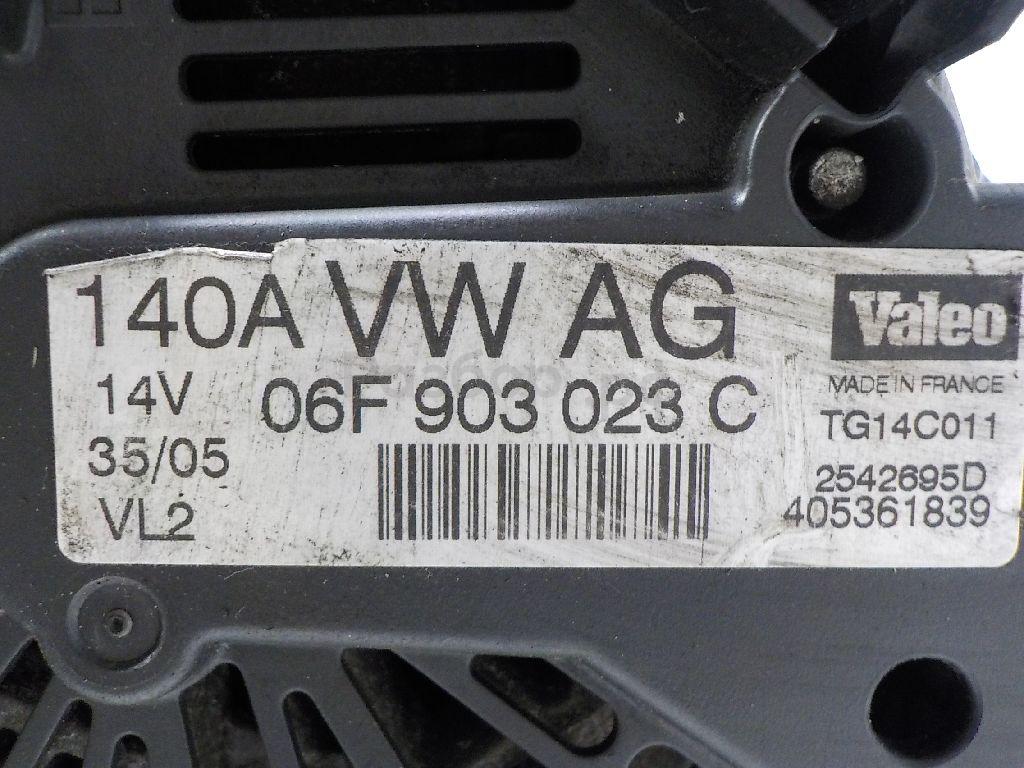 140A VW AG
Valeo
14V
06F 903 023 C
MADE IN FRANCE
TG14C011
35/05
2542695D
VL2
405361839